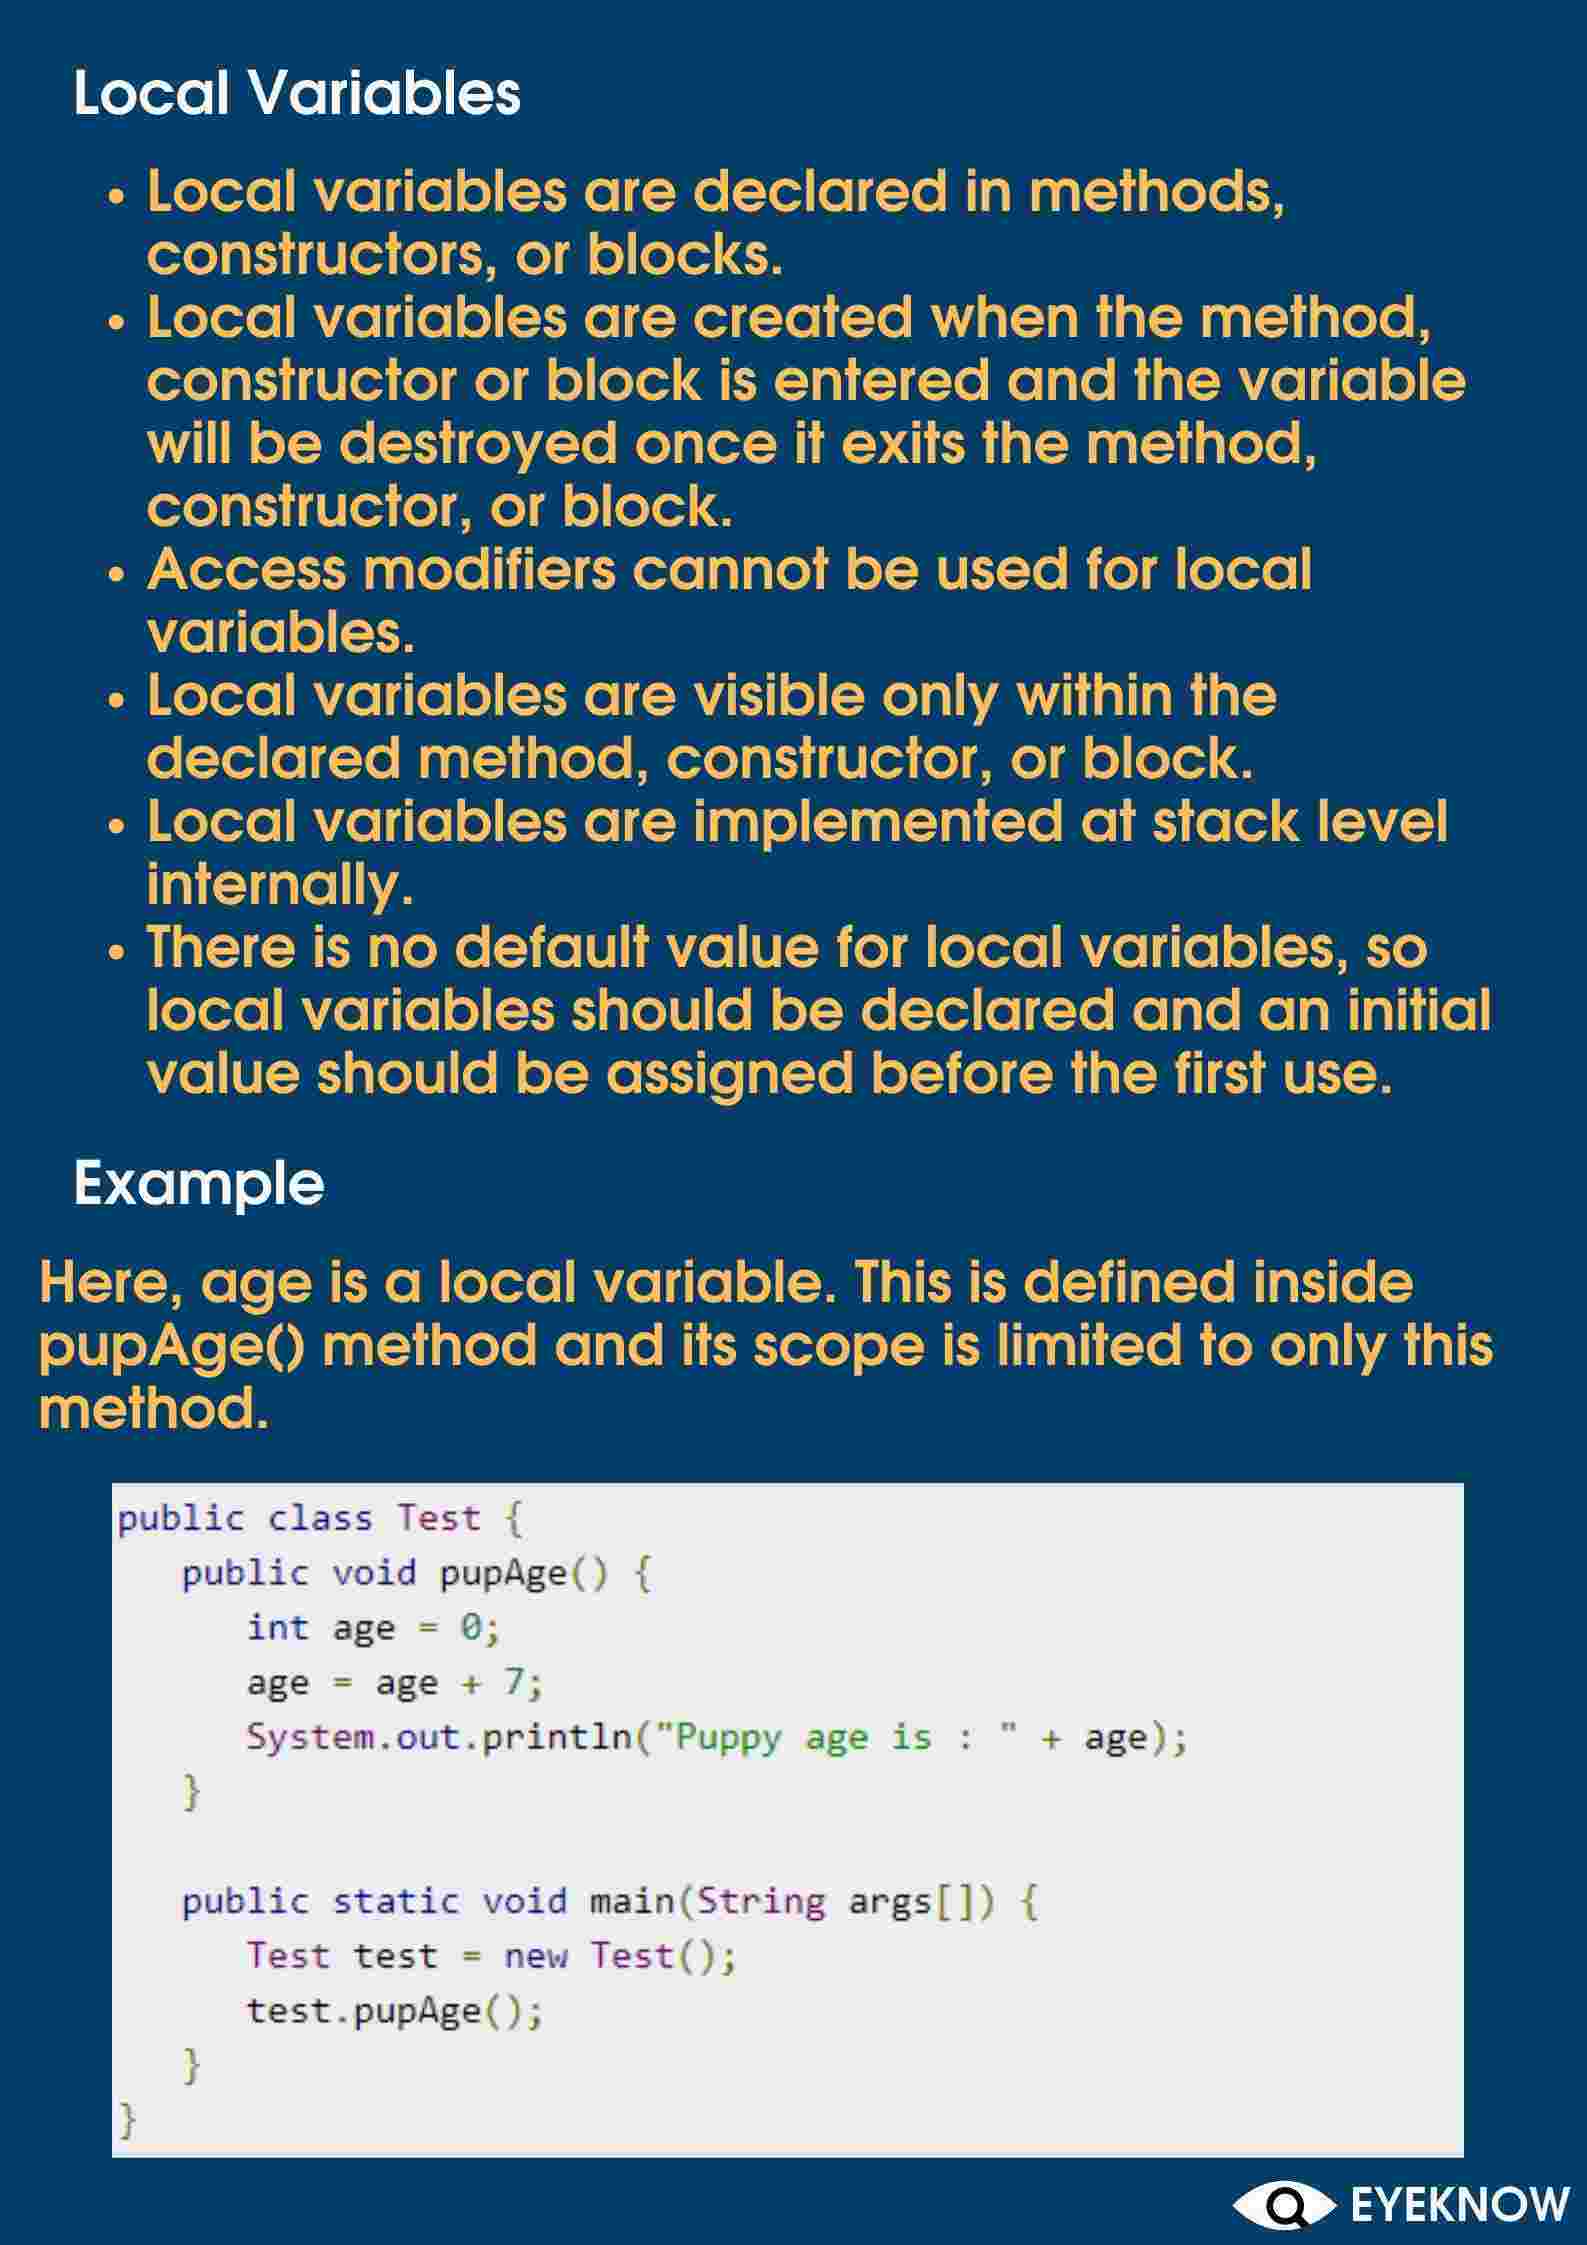 Local Variables
• Local variables are declared in methods,
constructors, or blocks.
• Local variables are created when the method,
constructor or block is entered and the variable
will be destroyed once it exits the method,
constructor, or block.
• Access modifiers cannot be used for local
variables.
• Local variables are visible only within the
declared method, constructor, or block.
• Local variables are implemented at stack level
internally.
• There is no default value for local variables, so
local variables should be declared and an initial
value should be assigned before the first use.
Example
Here, age is a local variable. This is defined inside
pupAge() method and its scope is limited to only this
method.
public class Test {
   public void pupAge() {
      int age = 0;
      age = age + 7;
      System.out.println("Puppy age is : " + age);
   }
   public static void main(String args[]) {
      Test test = new Test();
      test.pupAge();
   }
}
EYEKNOW